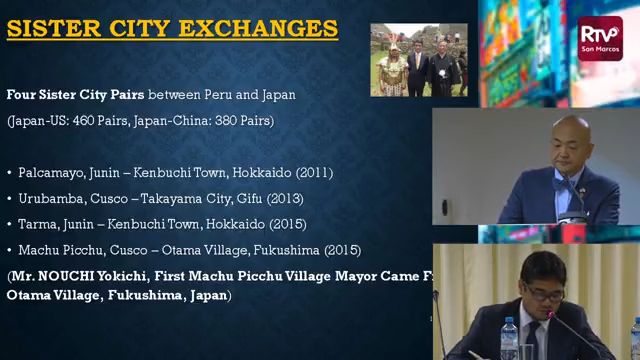 SISTER CITY EXCHANGES
RTVP
San Marcos
Four Sister City Pairs between Peru and Japan
(Japan-US: 460 Pairs, Japan-China: 380 Pairs)
• Palcamayo, Junin – Kenbuchi Town, Hokkaido (2011)
• Urubamba, Cusco – Takayama City, Gifu (2013)
• Tarma, Junin – Kenbuchi Town, Hokkaido (2015)
• Machu Picchu, Cusco – Otama Village, Fukushima (2015)
(Mr. NOUCHI Yokichi, First Machu Picchu Village Mayor Came F
Otama Village, Fukushima, Japan)